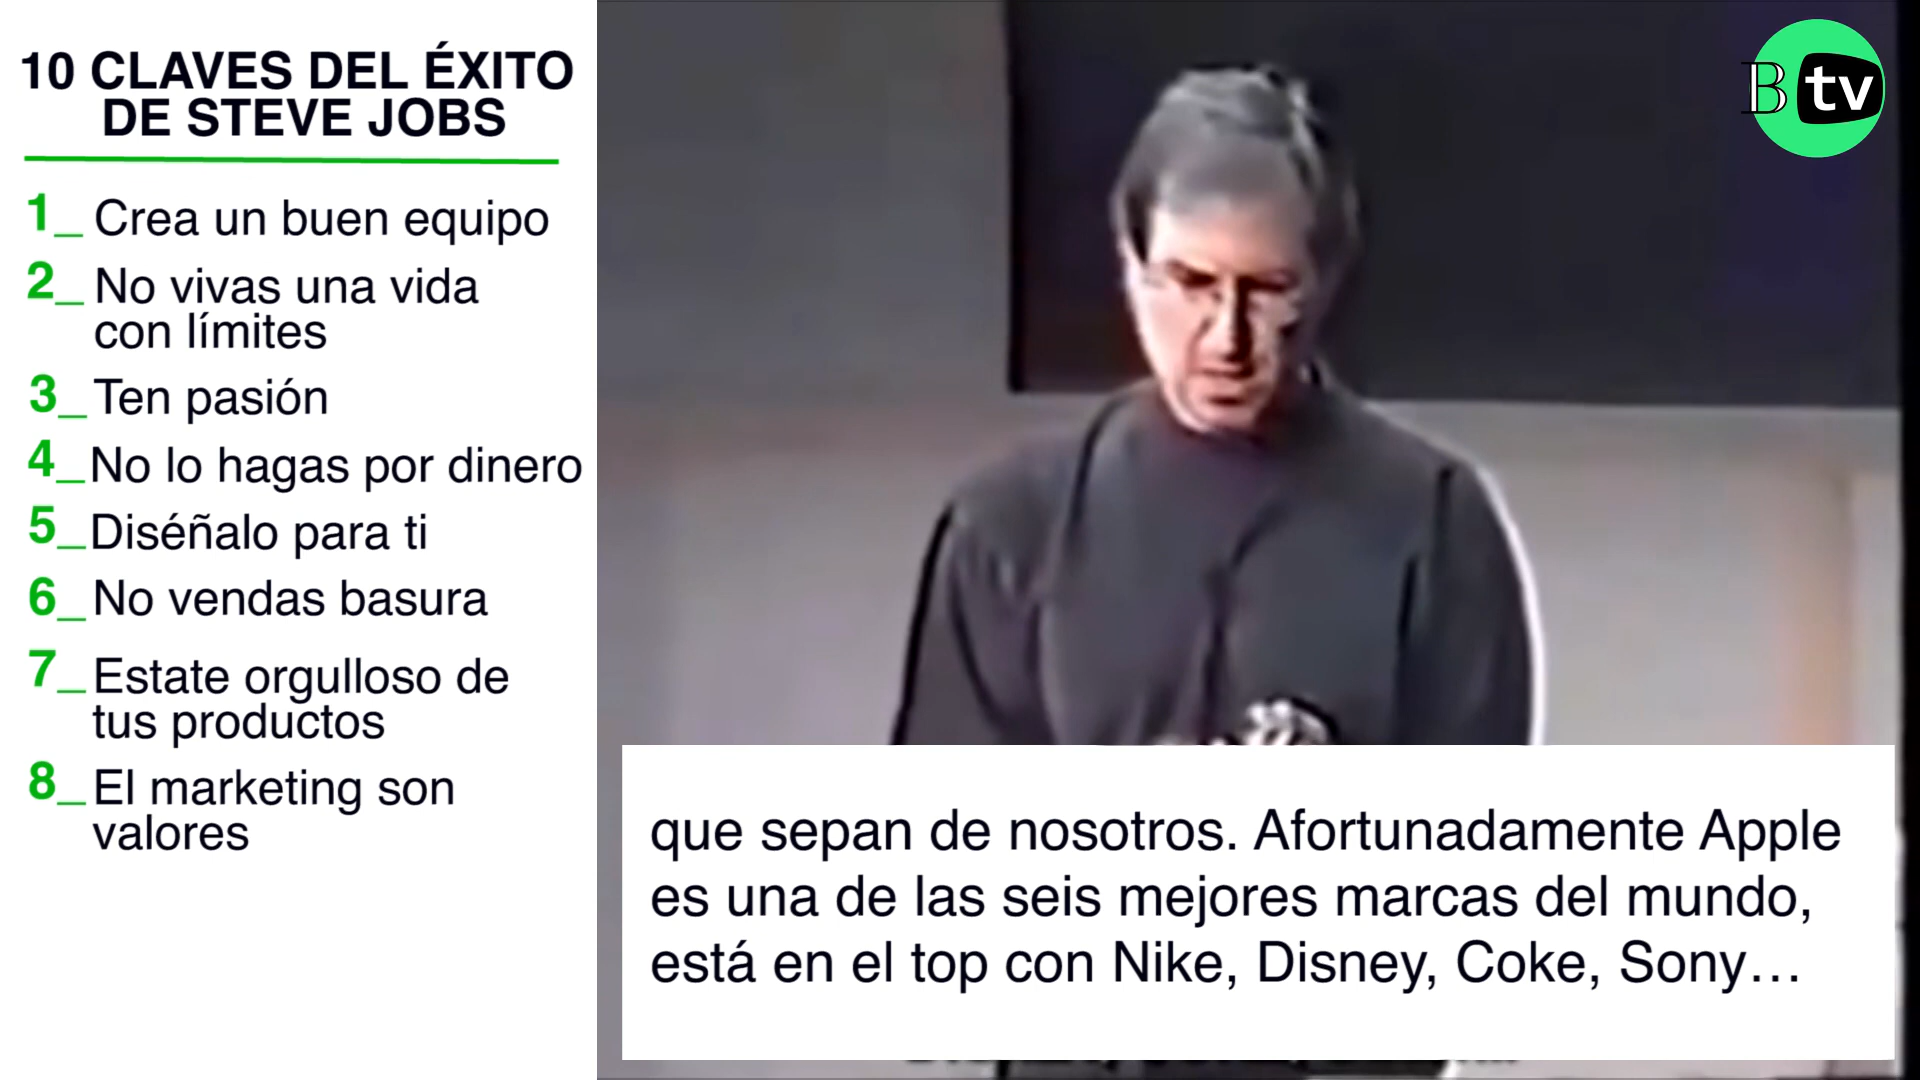 10 CLAVES DEL ÉXITO
DE STEVE JOBS
1_ Crea un buen equipo
2_ No vivas una vida
con límites
3_ Ten pasión
4_ No lo hagas por dinero
5_ Diséñalo para ti
6_ No vendas basura
7_ Estate orgulloso de
tus productos
8_ El marketing son
valores
B tv
que sepan de nosotros. Afortunadamente Apple
es una de las seis mejores marcas del mundo,
está en el top con Nike, Disney, Coke, Sony…